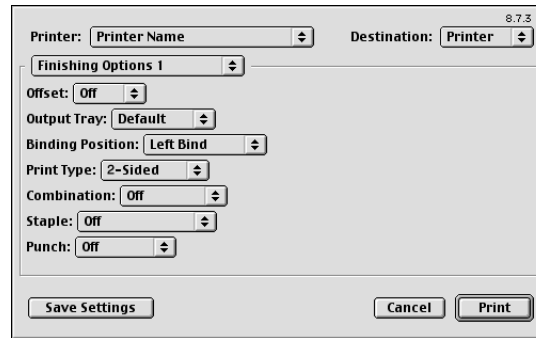 8.7.3
Printer: Printer Name Destination: Printer
Finishing Options 1
Offset: Off
Output Tray: Default
Binding Position: Left Bind
Print Type: 2-Sided
Combination: Off
Staple: Off
Punch: Off
Save Settings Cancel Print